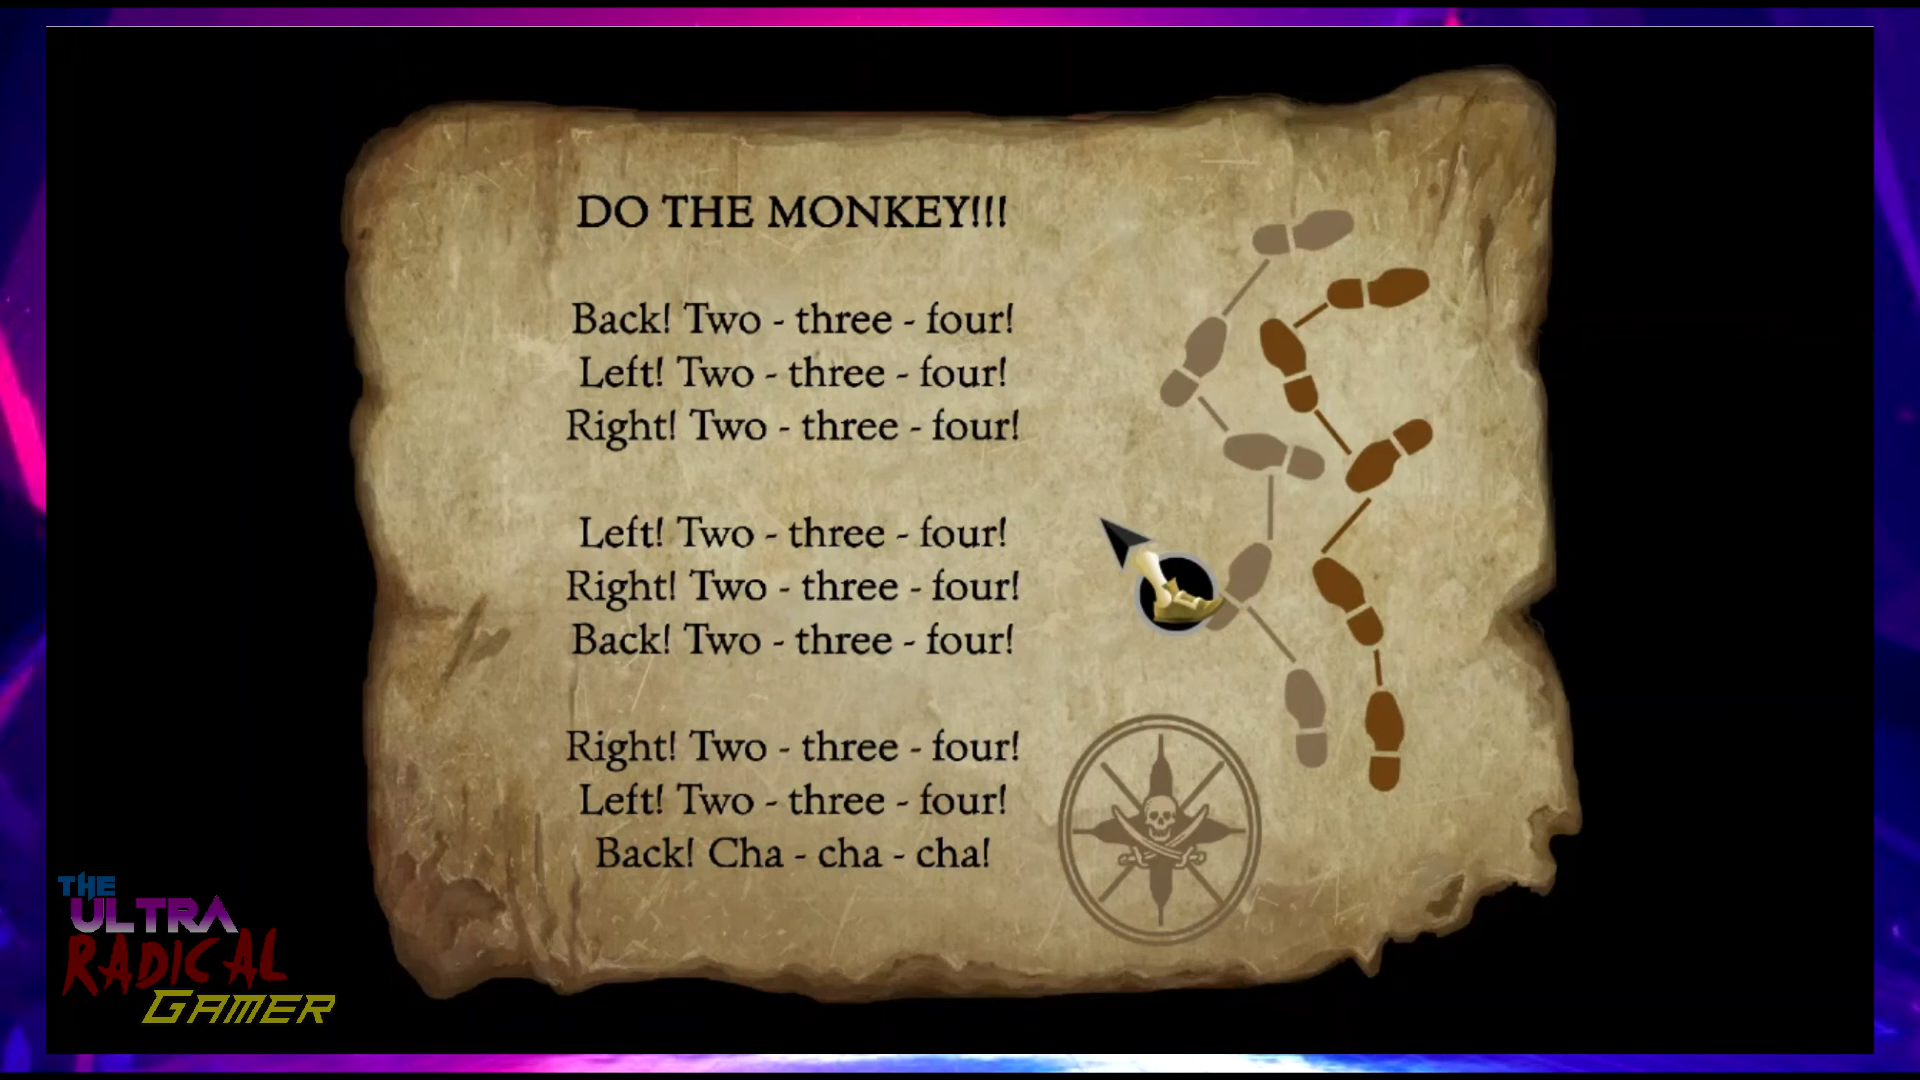 DO THE MONKEY!!!
Back! Two - three - four!
Left! Two - three - four!
Right! Two - three - four!
Left! Two - three - four!
Right! Two - three - four!
Back! Two - three - four!
Right! Two - three - four!
Left! Two - three - four!
Back! Cha - cha - cha!
THE
ULTRA
RADICAL
GAMER